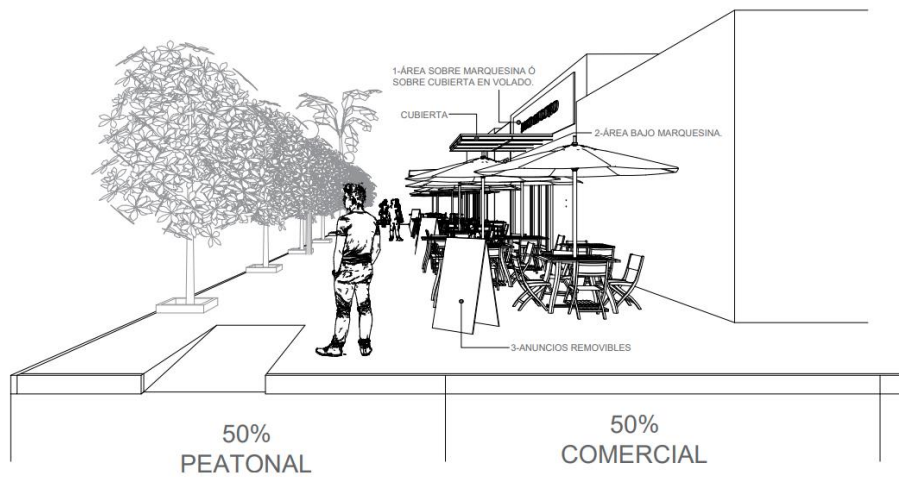 1-ÁREA SOBRE MARQUESINA Ó
SOBRE CUBIERTA EN VOLADO.
CUBIERTA
2-ÁREA BAJO MARQUESINA.
3-ANUNCIOS REMOVIBLES
50%
PEATONAL
50%
COMERCIAL